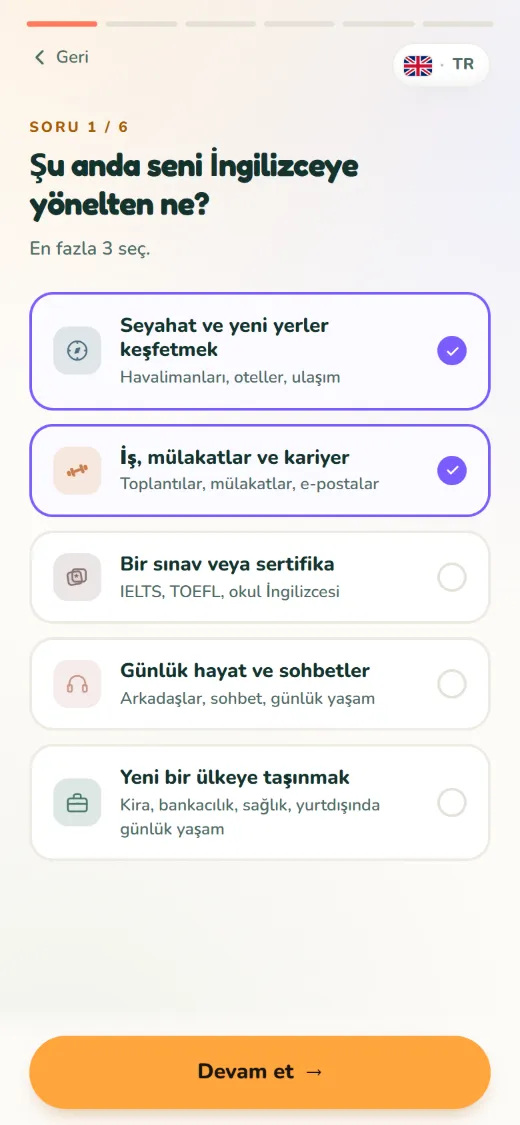 Geri
· TR
SORU 1 / 6
Şu anda seni İngilizceye
yönelten ne?
En fazla 3 seç.
Seyahat ve yeni yerler
keşfetmek
Havalimanları, oteller, ulaşım
İş, mülakatlar ve kariyer
Toplantılar, mülakatlar, e-postalar
Bir sınav veya sertifika
IELTS, TOEFL, okul İngilizcesi
Günlük hayat ve sohbetler
Arkadaşlar, sohbet, günlük yaşam
Yeni bir ülkeye taşınmak
Kira, bankacılık, sağlık, yurtdışında
günlük yaşam
Devam et →